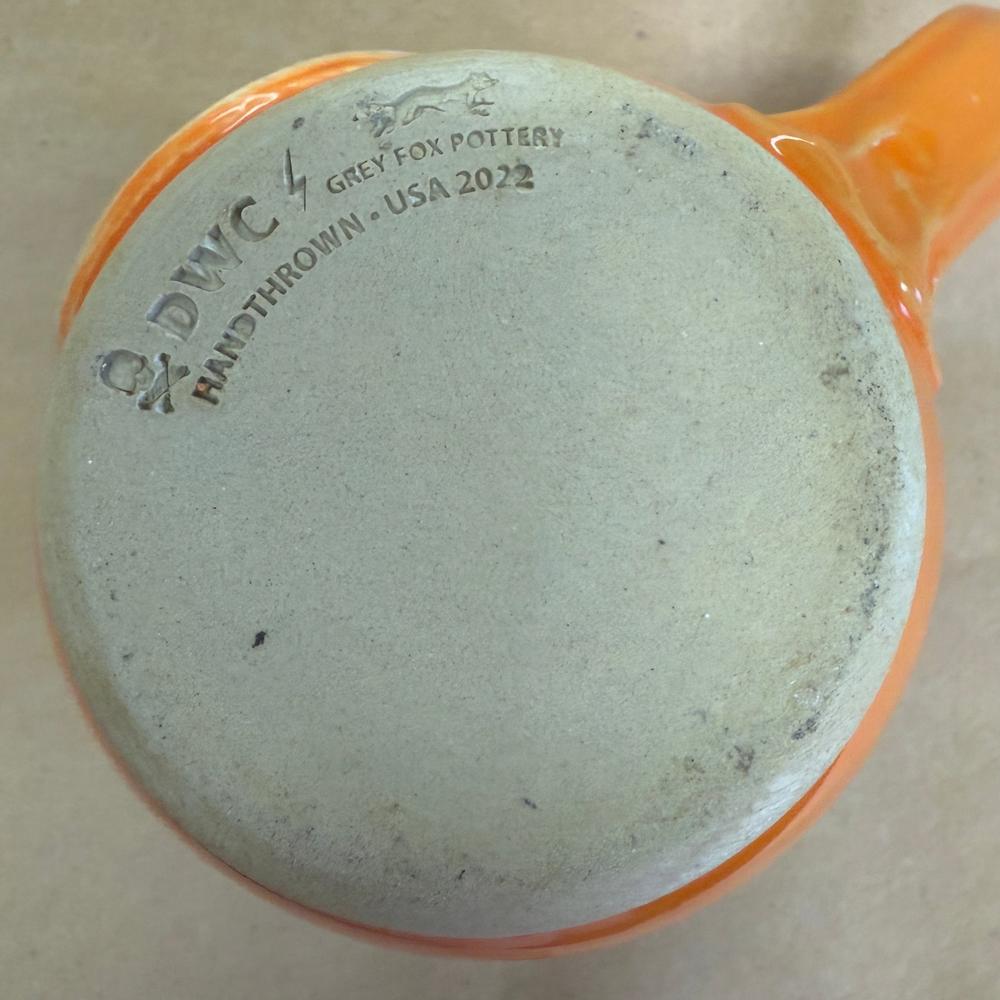 DWC
GREY FOX POTTERY
HANDTHROWN • USA 2022